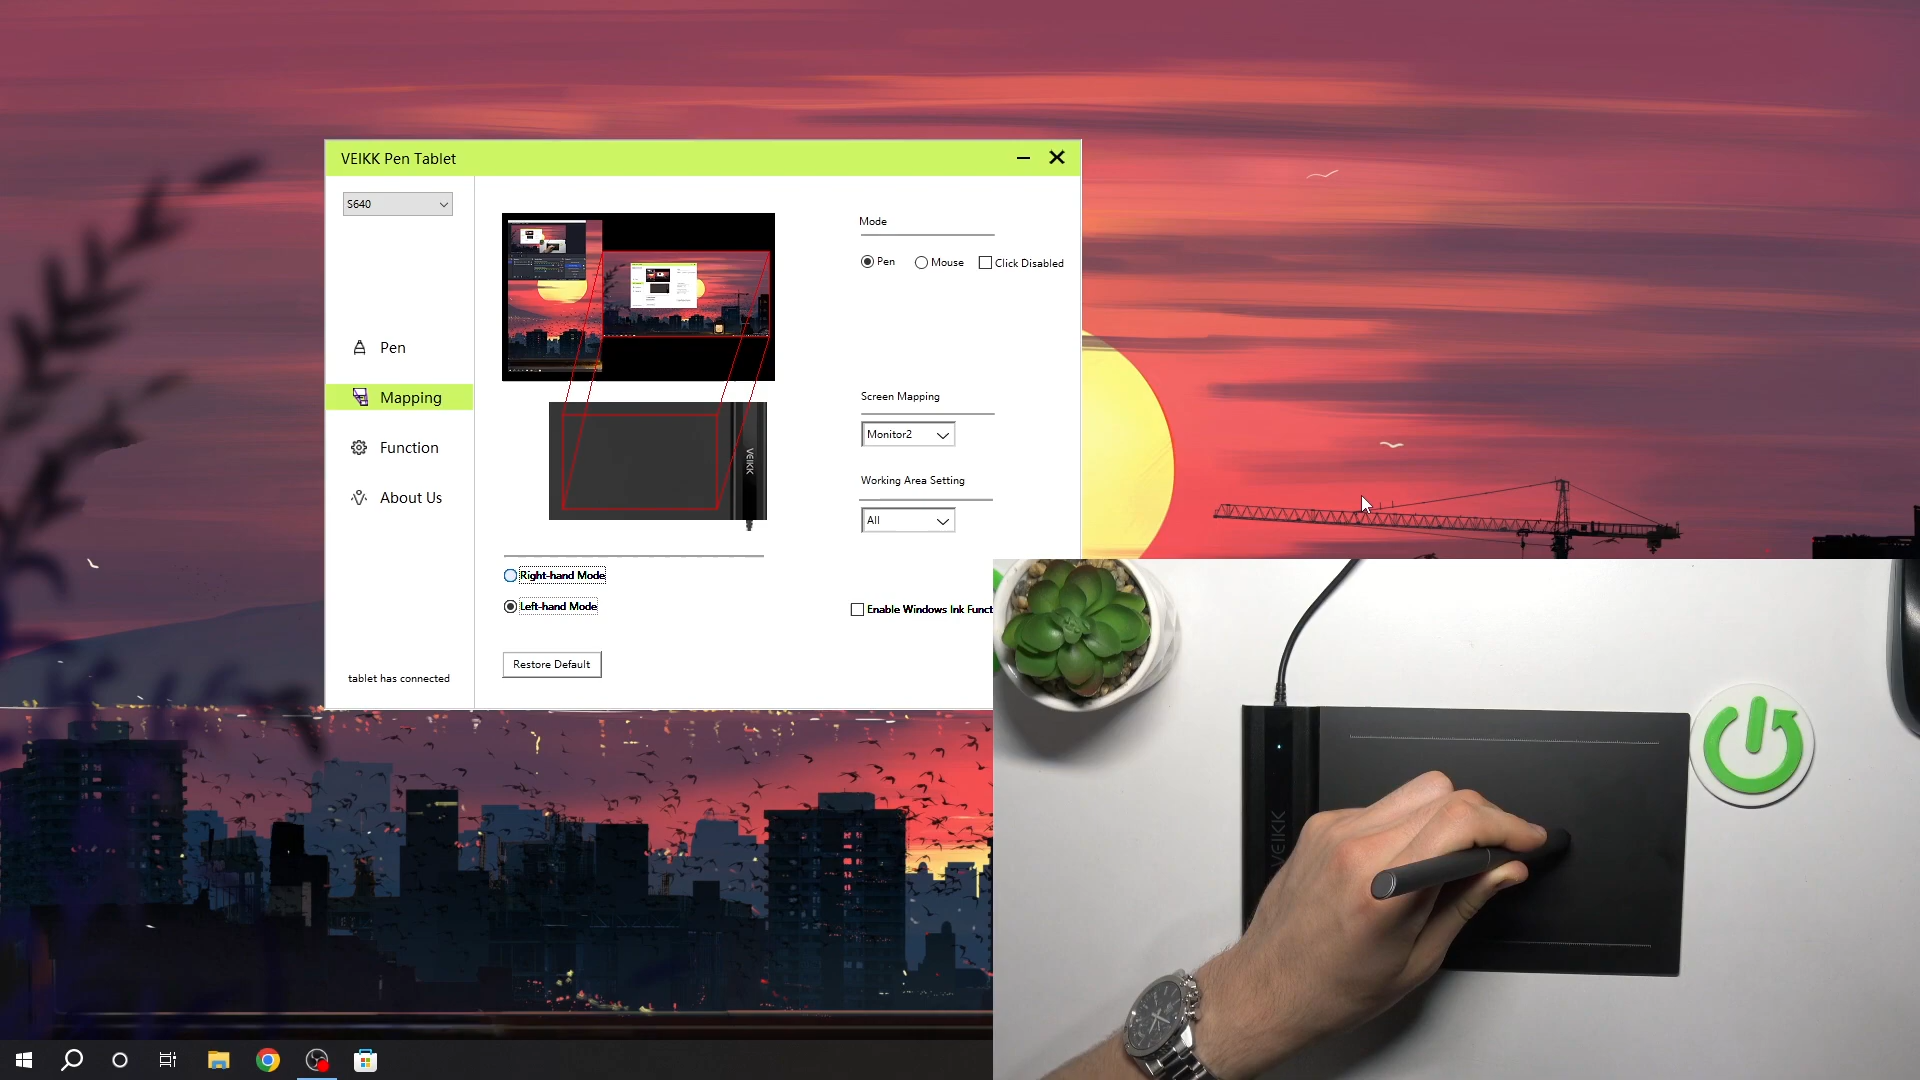 VEIKK Pen Tablet
S640
Pen
Mapping
Function
About Us
tablet has connected
VEIKK
Right-hand Mode
Left-hand Mode
Restore Default
Mode
Pen
Mouse
Click Disabled
Screen Mapping
Monitor2
Working Area Setting
All
Enable Windows Ink Funct
VEIKK